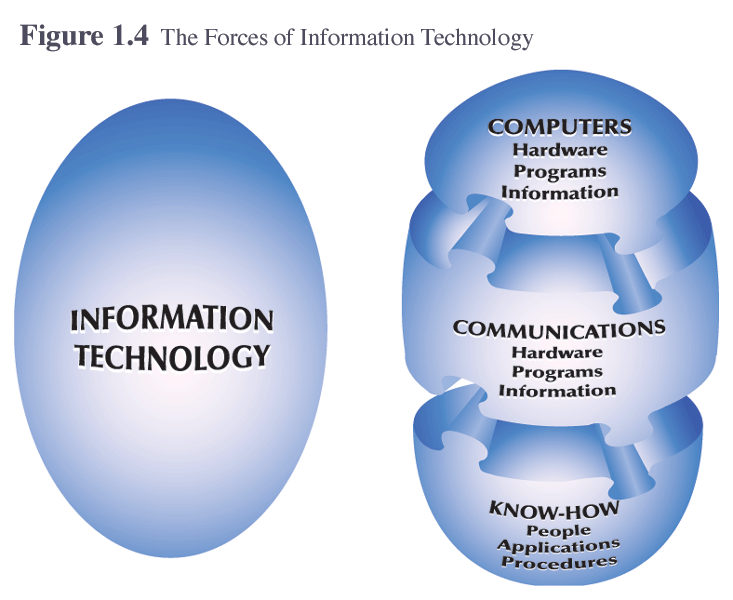 Figure 1.4 The Forces of Information Technology
INFORMATION
TECHNOLOGY
COMPUTERS
Hardware
Programs
Information
COMMUNICATIONS
Hardware
Programs
Information
KNOW-HOW
People
Applications
Procedures